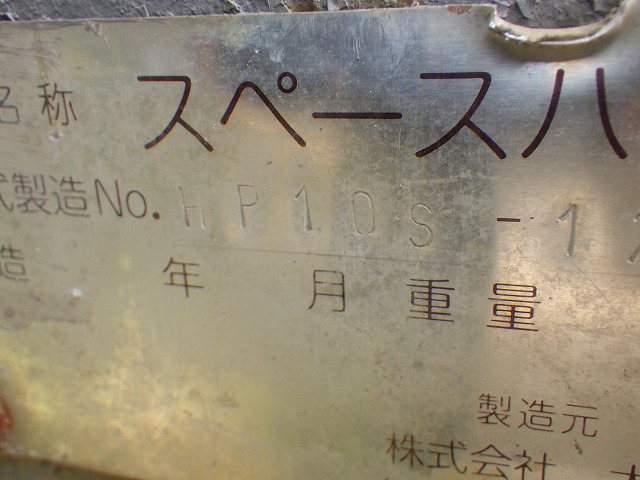 名称 スペースハ
式製造No. HP10S-1
造 年 月 重量
製造元
株式会社